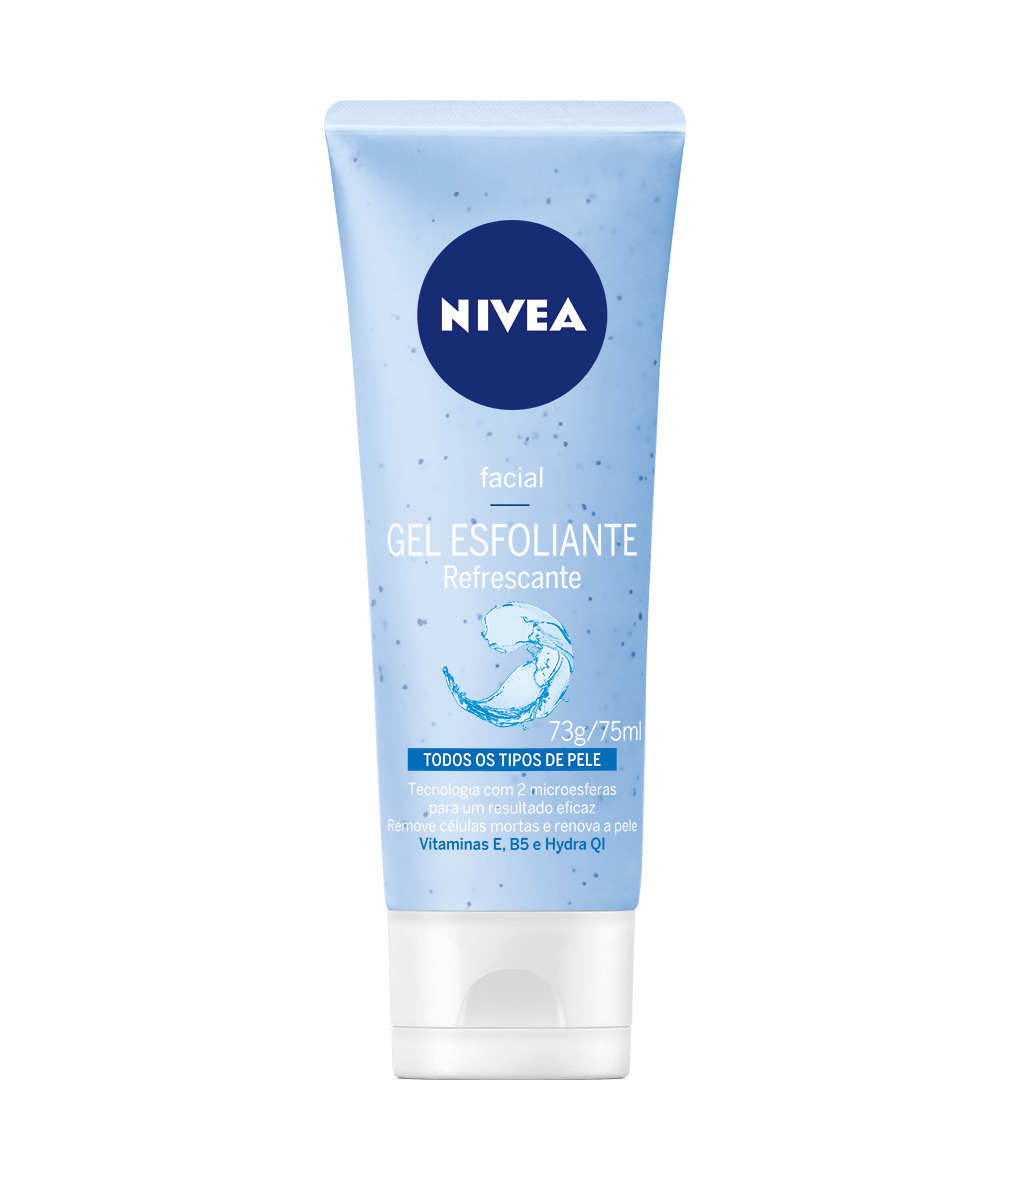 NIVEA
facial
GEL ESFOLIANTE
Refrescante
73g/75ml
TODOS OS TIPOS DE PELE
Tecnologia com 2 microesferas
para um resultado eficaz
Remove células mortas e renova a pele
Vitaminas E, B5 e Hydra QI